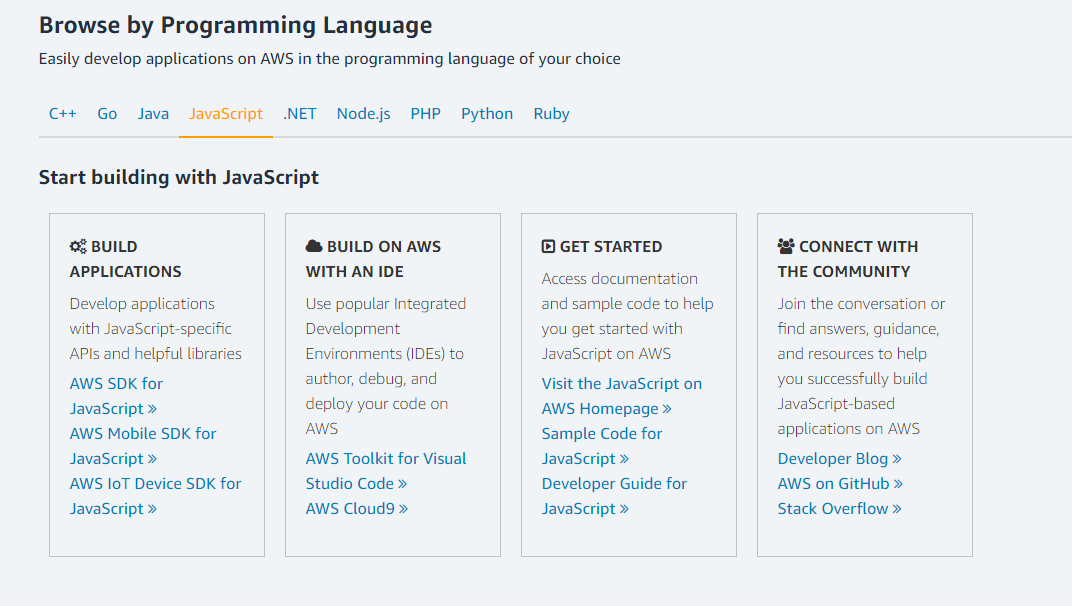 Browse by Programming Language
Easily develop applications on AWS in the programming language of your choice
C++ Go Java JavaScript .NET Node.js PHP Python Ruby
Start building with JavaScript
BUILD
APPLICATIONS
Develop applications
with JavaScript-specific
APIs and helpful libraries
AWS SDK for
JavaScript »
AWS Mobile SDK for
JavaScript »
AWS IoT Device SDK for
JavaScript »
BUILD ON AWS
WITH AN IDE
Use popular Integrated
Development
Environments (IDEs) to
author, debug, and
deploy your code on
AWS
AWS Toolkit for Visual
Studio Code »
AWS Cloud9 »
GET STARTED
Access documentation
and sample code to help
you get started with
JavaScript on AWS
Visit the JavaScript on
AWS Homepage »
Sample Code for
JavaScript »
Developer Guide for
JavaScript »
CONNECT WITH
THE COMMUNITY
Join the conversation or
find answers, guidance,
and resources to help
you successfully build
JavaScript-based
applications on AWS
Developer Blog »
AWS on GitHub »
Stack Overflow »